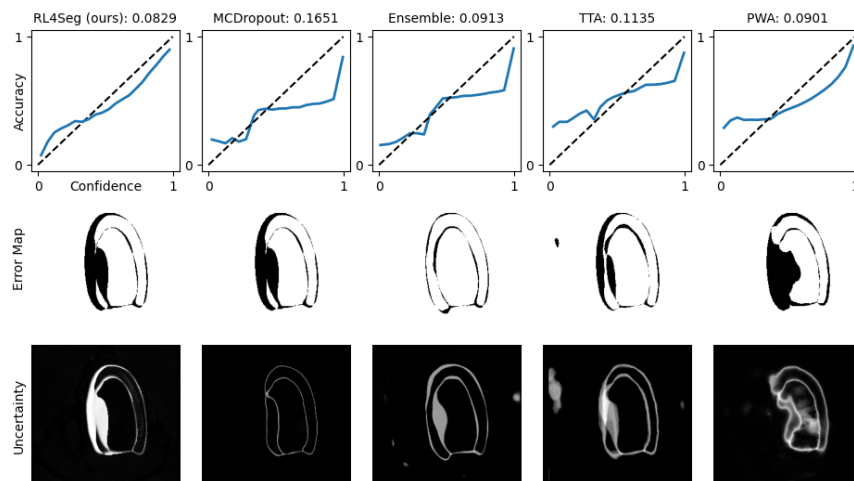 RL4Seg (ours): 0.0829 MCDropout: 0.1651 Ensemble: 0.0913 TTA: 0.1135 PWA: 0.0901
1 1 1 1 1
Accuracy
0 0 0 0 0
0 Confidence 1 0 1 0 1 0 1 0 1
Error Map
Uncertainty